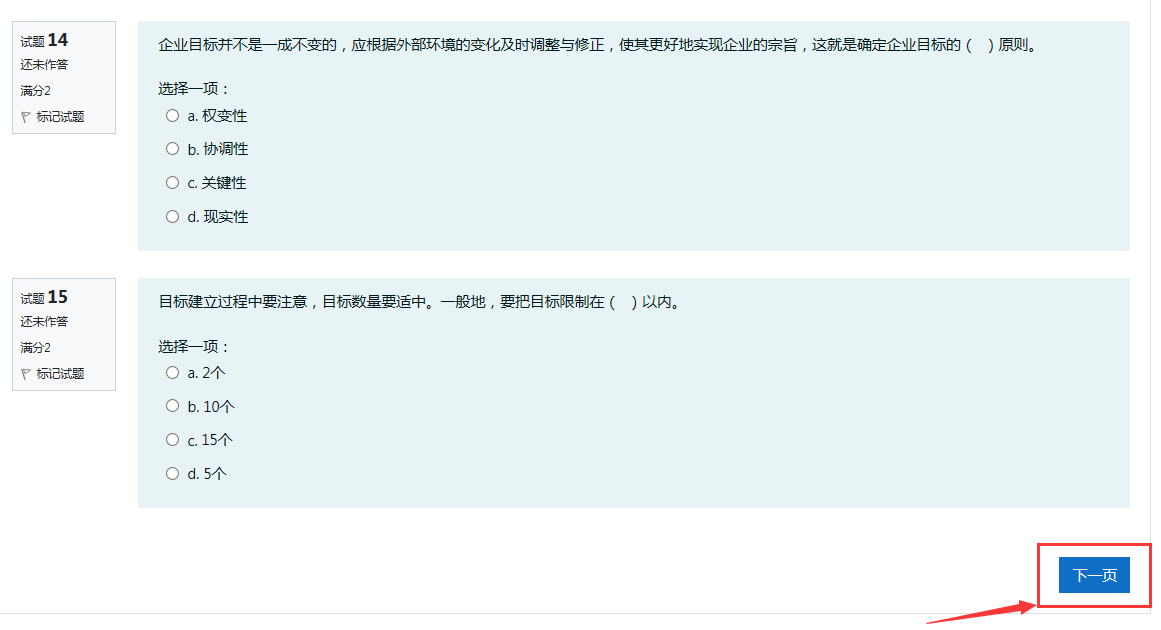 试题 14
还未作答
满分2
标记试题
企业目标并不是一成不变的，应根据外部环境的变化及时调整与修正，使其更好地实现企业的宗旨，这就是确定企业目标的（ ）原则。
选择一项：
a. 权变性
b. 协调性
c. 关键性
d. 现实性
试题 15
还未作答
满分2
标记试题
目标建立过程中要注意，目标数量要适中。一般地，要把目标限制在（ ）以内。
选择一项：
a. 2个
b. 10个
c. 15个
d. 5个
下一页